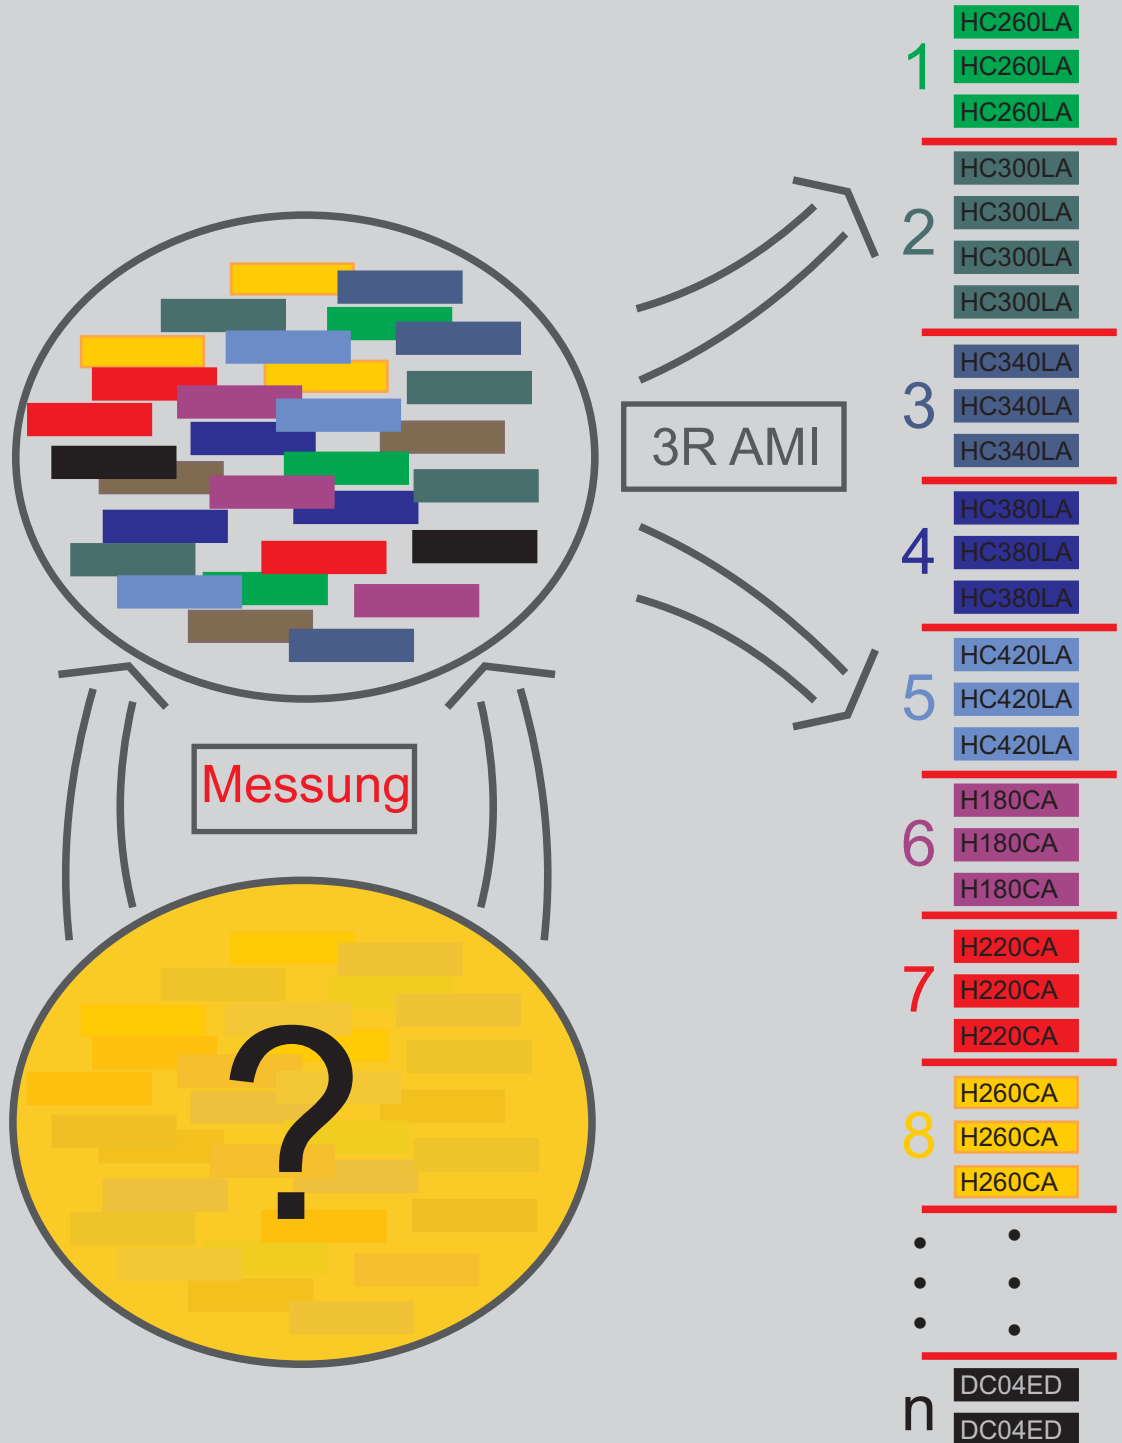 1
HC260LA
HC260LA
HC260LA
2
HC300LA
HC300LA
HC300LA
HC300LA
3
HC340LA
HC340LA
HC340LA
3R AMI
4
HC380LA
HC380LA
HC380LA
5
HC420LA
HC420LA
HC420LA
Messung
6
H180CA
H180CA
H180CA
7
H220CA
H220CA
H220CA
?
8
H260CA
H260CA
H260CA
n
DC04ED
DC04ED